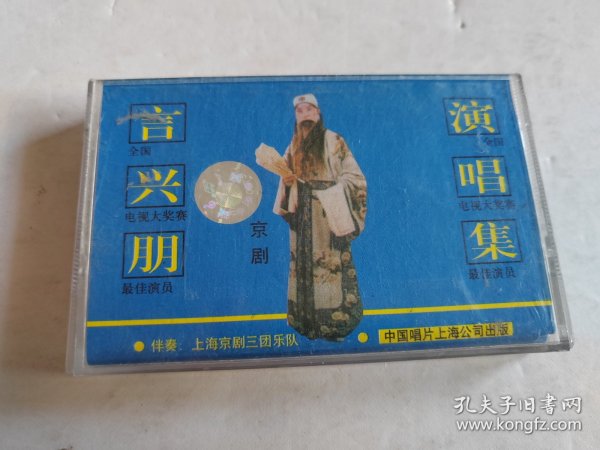 言
全国
兴
电视大奖赛
朋
最佳演员
京
剧
演
全国
唱
电视大奖赛
集
最佳演员
伴奏：上海京剧三团乐队
中国唱片上海公司出版
孔夫子旧书网
www.kongfz.com